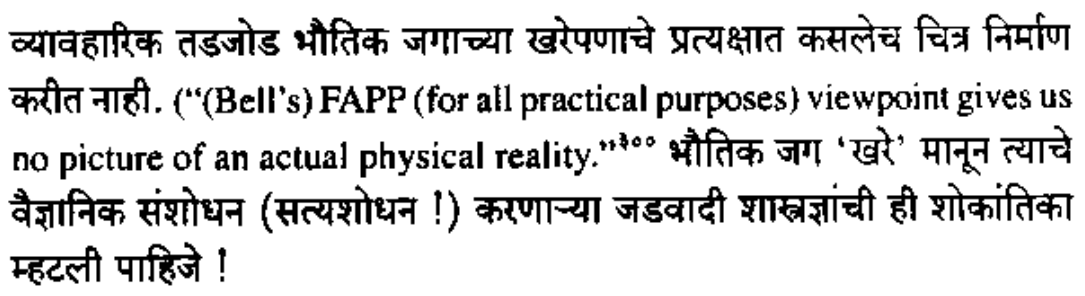 व्यावहारिक तडजोड भौतिक जगाच्या खरेपणाचे प्रत्यक्षात कसलेच चित्र निर्माण
करीत नाही. (“(Bell's) FAPP (for all practical purposes) viewpoint gives us
no picture of an actual physical reality.”³⁰⁰ भौतिक जग ‘खरे’ मानून त्याचे
वैज्ञानिक संशोधन (सत्यशोधन !) करणाऱ्या जडवादी शास्त्रज्ञांची ही शोकांतिका
म्हटली पाहिजे !